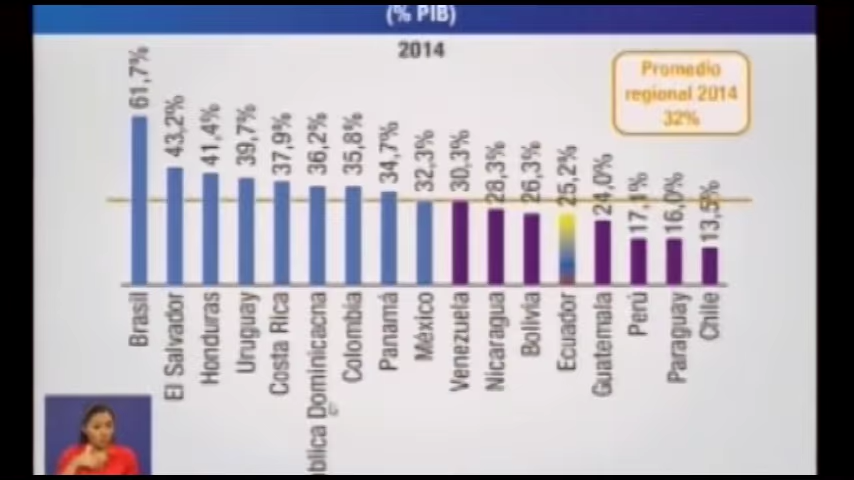 (% PIB)
2014
Promedio
regional 2014
32%
61,7%
43,2%
41,4%
39,7%
37,9%
36,2%
35,8%
34,7%
32,3%
30,3%
28,3%
26,3%
25,2%
24,0%
17,1%
16,0%
13,5%
Brasil
El Salvador
Honduras
Uruguay
Costa Rica
ública Dominicacna
Colombia
Panamá
México
Venezuela
Nicaragua
Bolivia
Ecuador
Guatemala
Perú
Paraguay
Chile